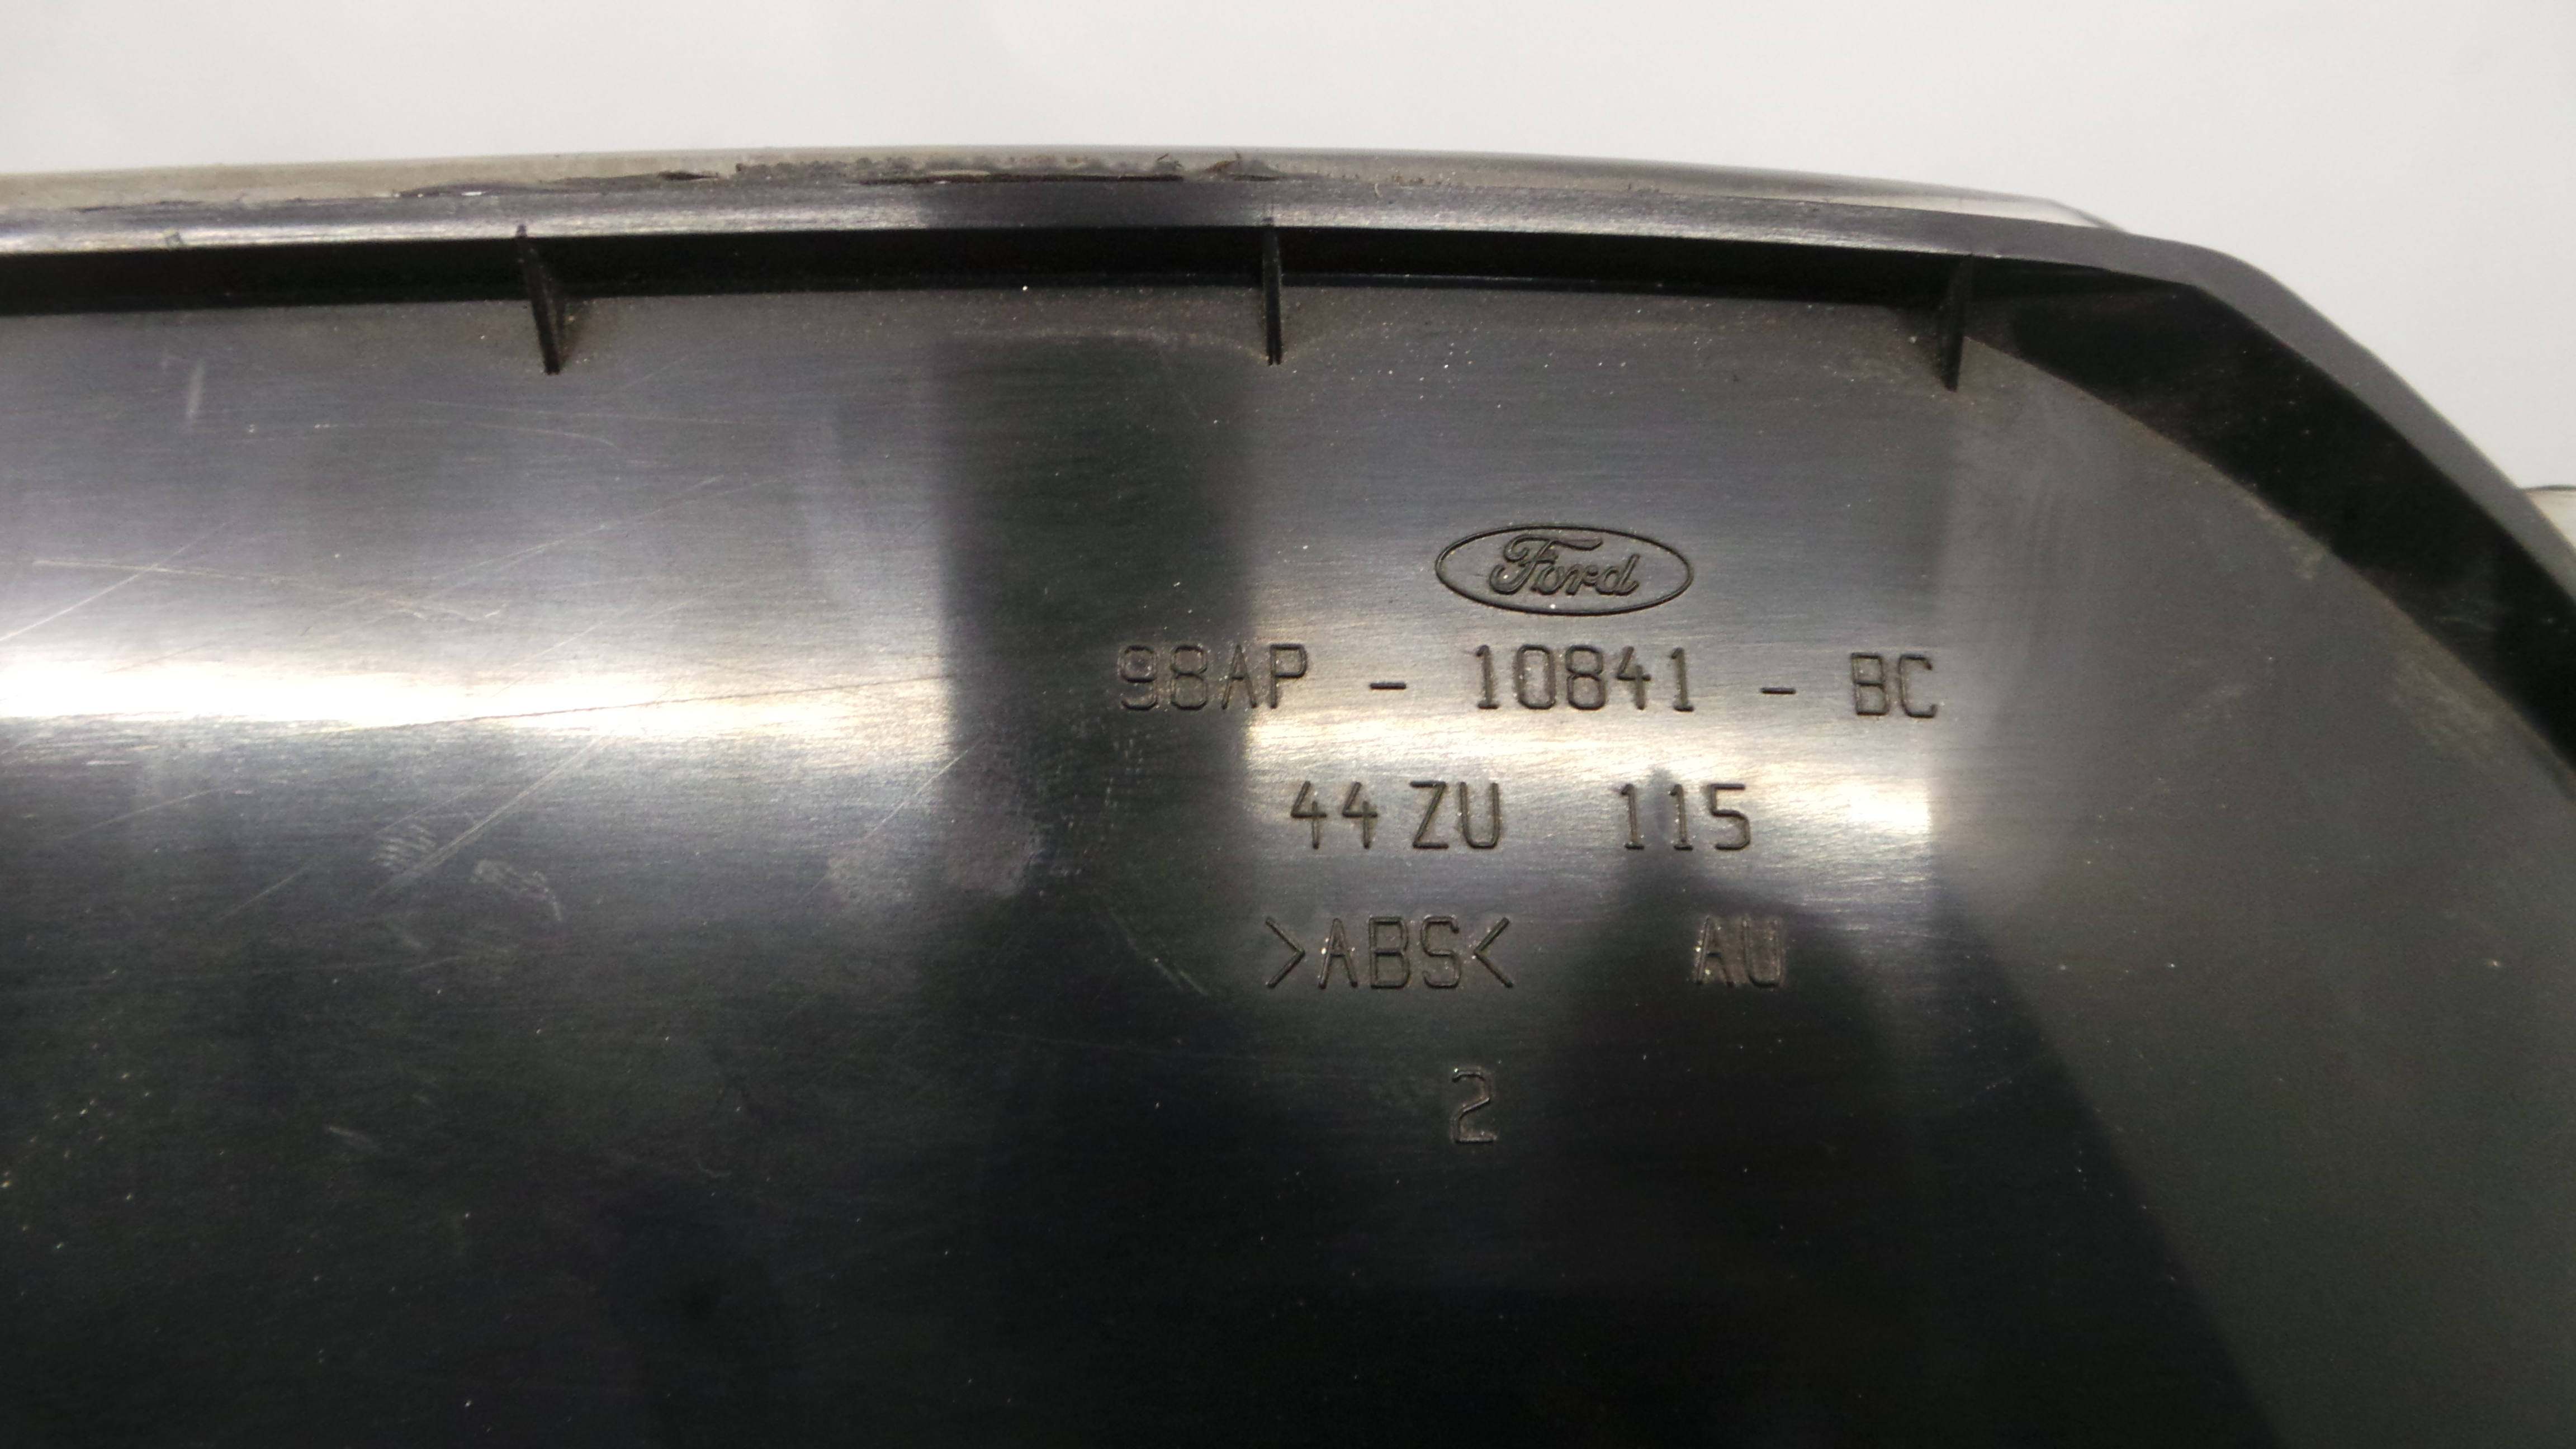 Ford
98AP - 10841 - BC
44 ZU 115
>ABS< AU
2